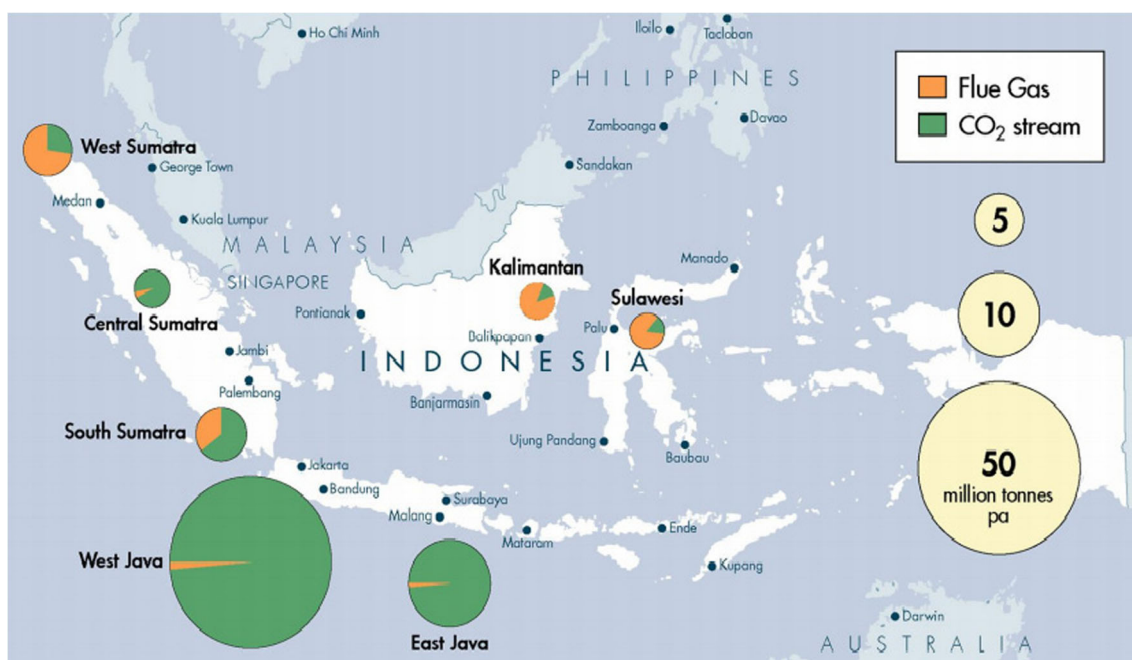 Ho Chi Minh
Iloilo
Tacloban
PHILIPPINES
Flue Gas
CO₂ stream
Zamboanga
Davao
West Sumatra
George Town
Sandakan
Medan
Kuala Lumpur
5
MALAYSIA
SINGAPORE
Kalimantan
Manado
Sulawesi
Central Sumatra
Pontianak
10
Palu
Balikpapan
Jambi
INDONESIA
Palembang
Banjarmasin
South Sumatra
Ujung Pandang
Baubau
50
million tonnes
pa
Jakarta
Bandung
Surabaya
Malang
Mataram
Ende
West Java
Kupang
East Java
Darwin
AUSTRALIA